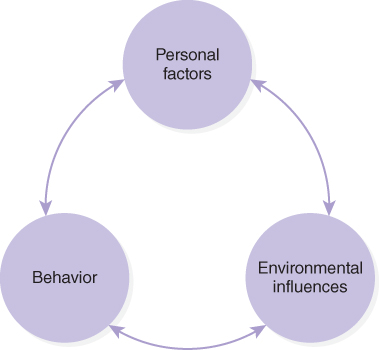 Personal
factors
Behavior
Environmental
influences